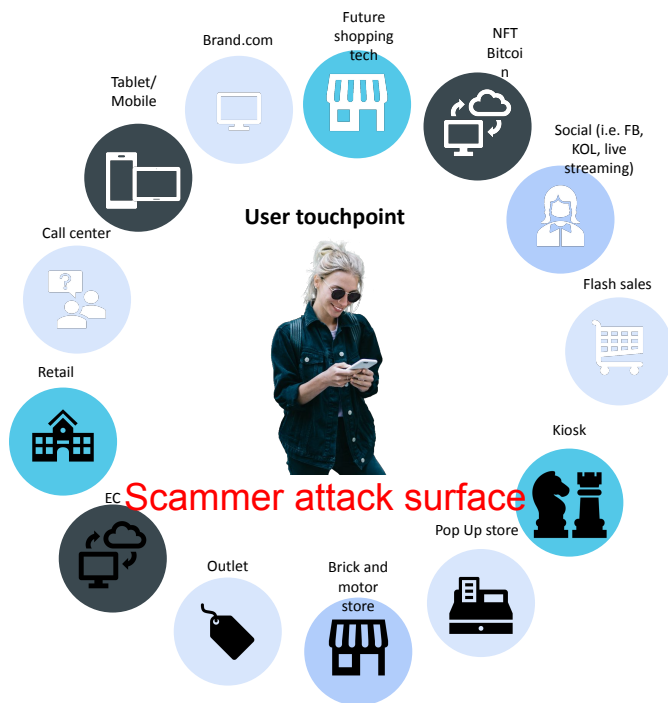 Future
shopping
tech
NFT
Bitcoi
n
Brand.com
Tablet/
Mobile
Social (i.e. FB,
KOL, live
streaming)
User touchpoint
Call center
?
Flash sales
Retail
Kiosk
EC
Scammer attack surface
Pop Up store
Outlet
Brick and
motor
store